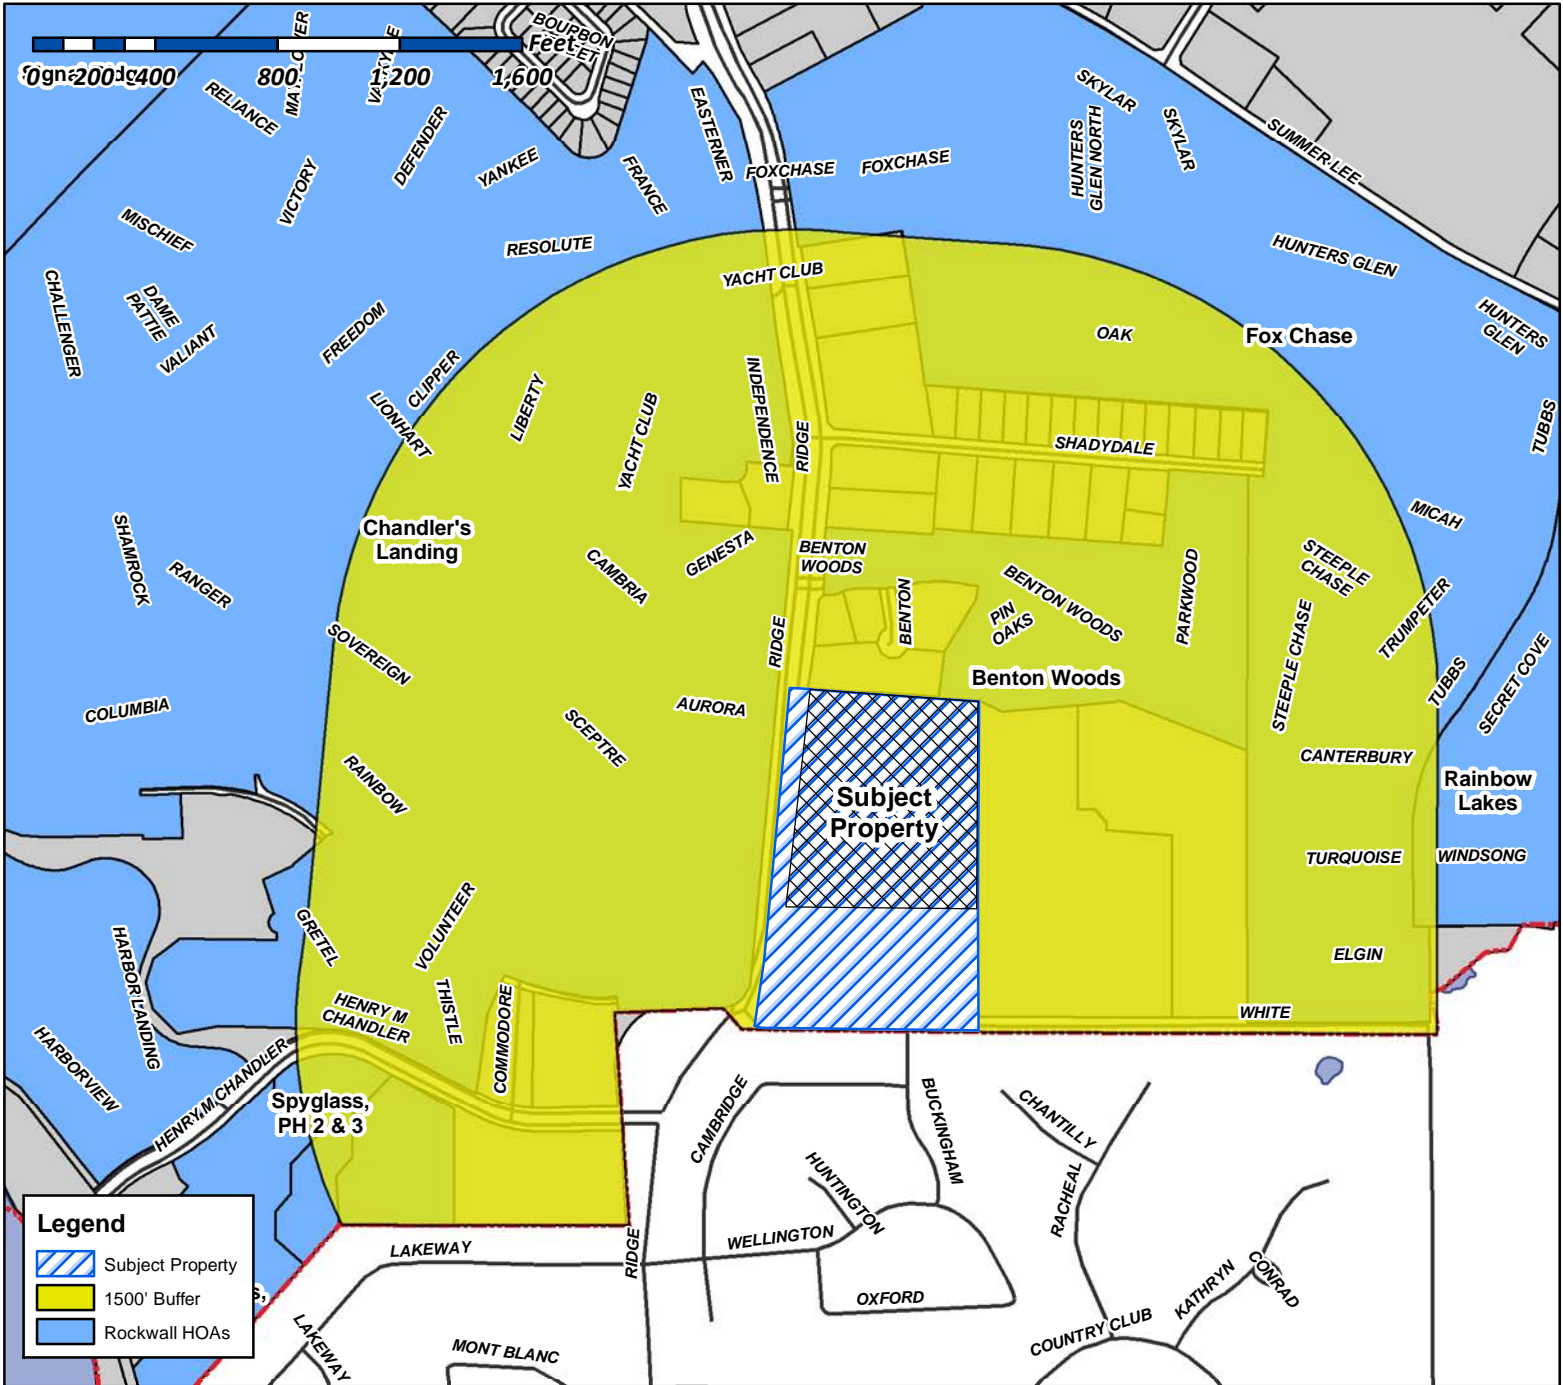 BOURBON
STREET
Feet
0 200 400 800 1,200 1,600
RELIANCE
DEFENDER
YANKEE
FRANCE
EASTERNER
VICTORY
MISCHIEF
RESOLUTE
FOXCHASE
FOXCHASE
SKYLAR
SKYLAR
HUNTERS
GLEN NORTH
SUMMER LEE
HUNTERS GLEN
HUNTERS
GLEN
YACHT CLUB
CHALLENGER
DAME
PATTIE
VALIANT
FREEDOM
CLIPPER
LIONHART
LIBERTY
YACHT CLUB
INDEPENDENCE
RIDGE
OAK
Fox Chase
SHADYDALE
TUBBS
MICAH
Chandler's
Landing
SHAMROCK
RANGER
CAMBRIA
GENESTA
BENTON
WOODS
BENTON
BENTON WOODS
PIN
OAKS
PARKWOOD
STEEPLE
CHASE
STEEPLE CHASE
TRUMPETER
TUBBS
SECRET COVE
SOVEREIGN
RIDGE
Benton Woods
COLUMBIA
AURORA
SCEPTRE
RAINBOW
CANTERBURY
Rainbow
Lakes
Subject
Property
TURQUOISE
WINDSONG
GRETEL
VOLUNTEER
HARBOR LANDING
ELGIN
THISTLE
HENRY M
CHANDLER
COMMODORE
WHITE
HARBORVIEW
HENRY M CHANDLER
Spyglass,
PH 2 & 3
CAMBRIDGE
BUCKINGHAM
CHANTILLY
HUNTINGTON
RACHEAL
WELLINGTON
LAKEWAY
RIDGE
OXFORD
KATHRYN
CONRAD
COUNTRY CLUB
LAKEWAY
MONT BLANC
Legend
Subject Property
1500' Buffer
Rockwall HOAs